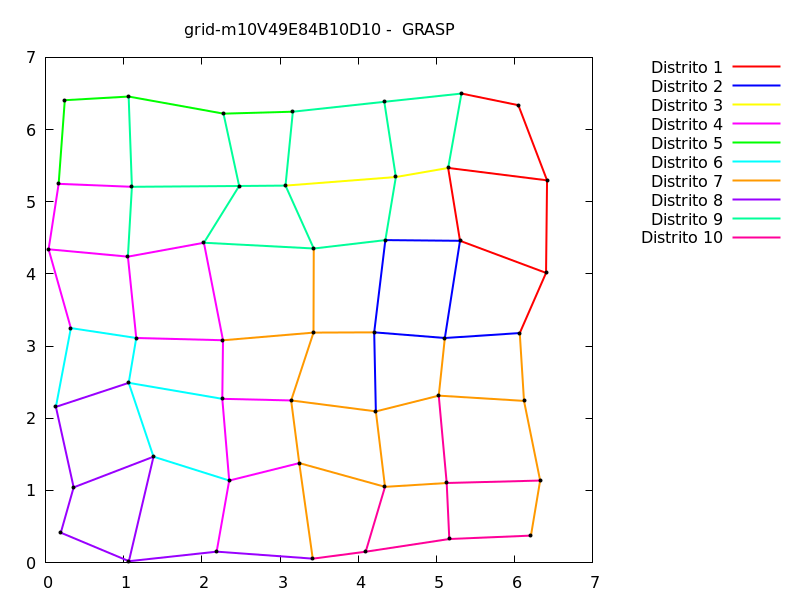 grid-m10V49E84B10D10 -  GRASP
Distrito 1
Distrito 2
Distrito 3
Distrito 4
Distrito 5
Distrito 6
Distrito 7
Distrito 8
Distrito 9
Distrito 10
7
6
5
4
3
2
1
0
0 1 2 3 4 5 6 7